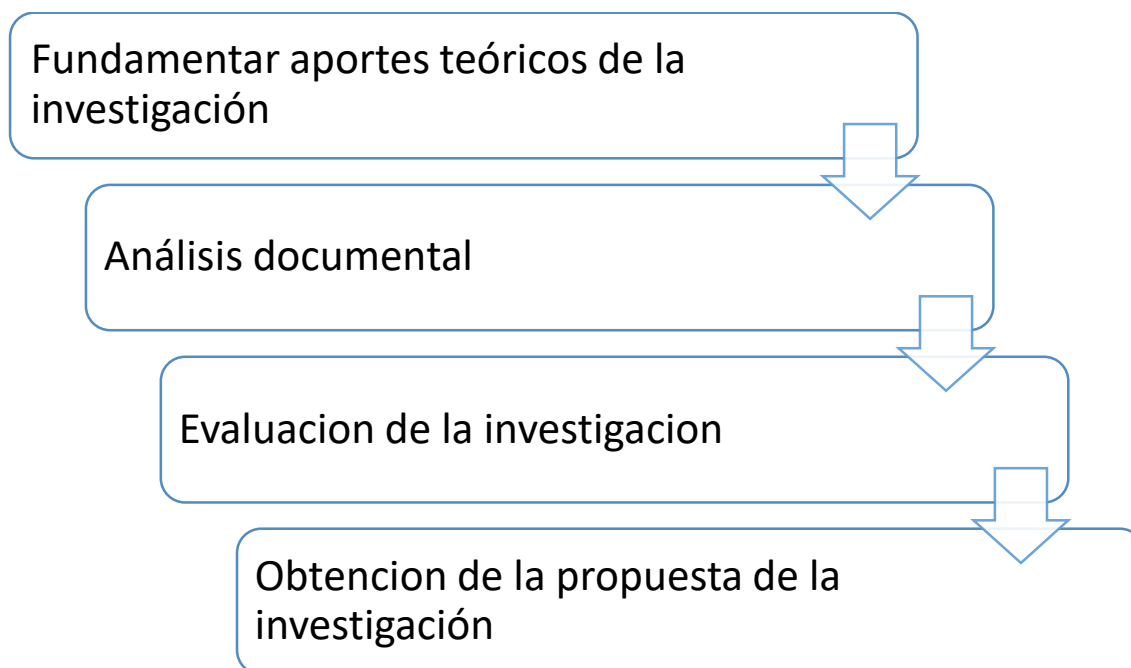 Fundamentar aportes teóricos de la
investigación
Análisis documental
Evaluacion de la investigacion
Obtencion de la propuesta de la
investigación